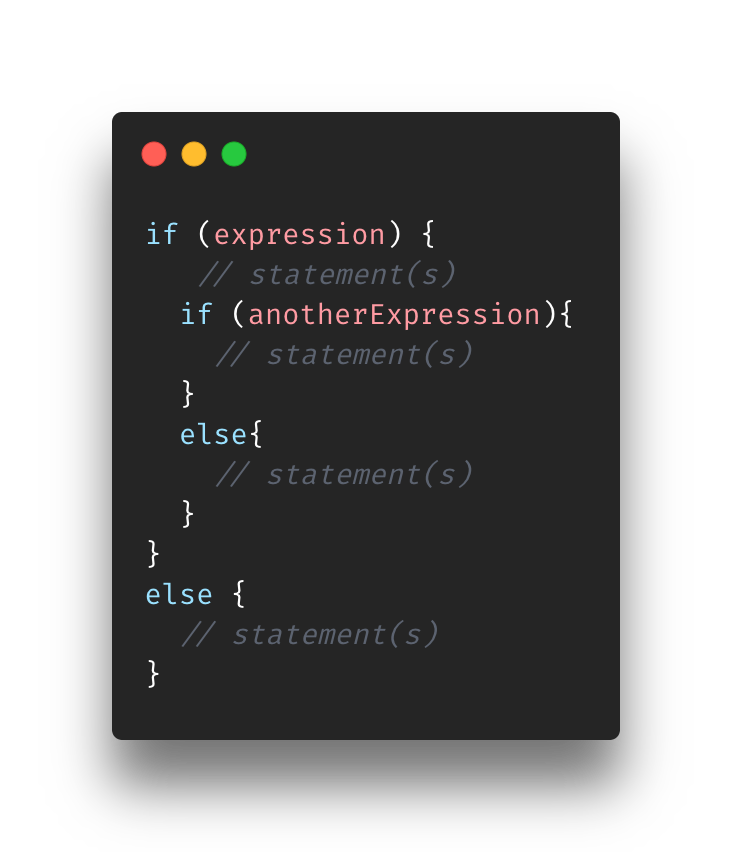 if (expression) {
   // statement(s)
  if (anotherExpression){
    // statement(s)
  }
  else{
    // statement(s)
  }
}
else {
  // statement(s)
}